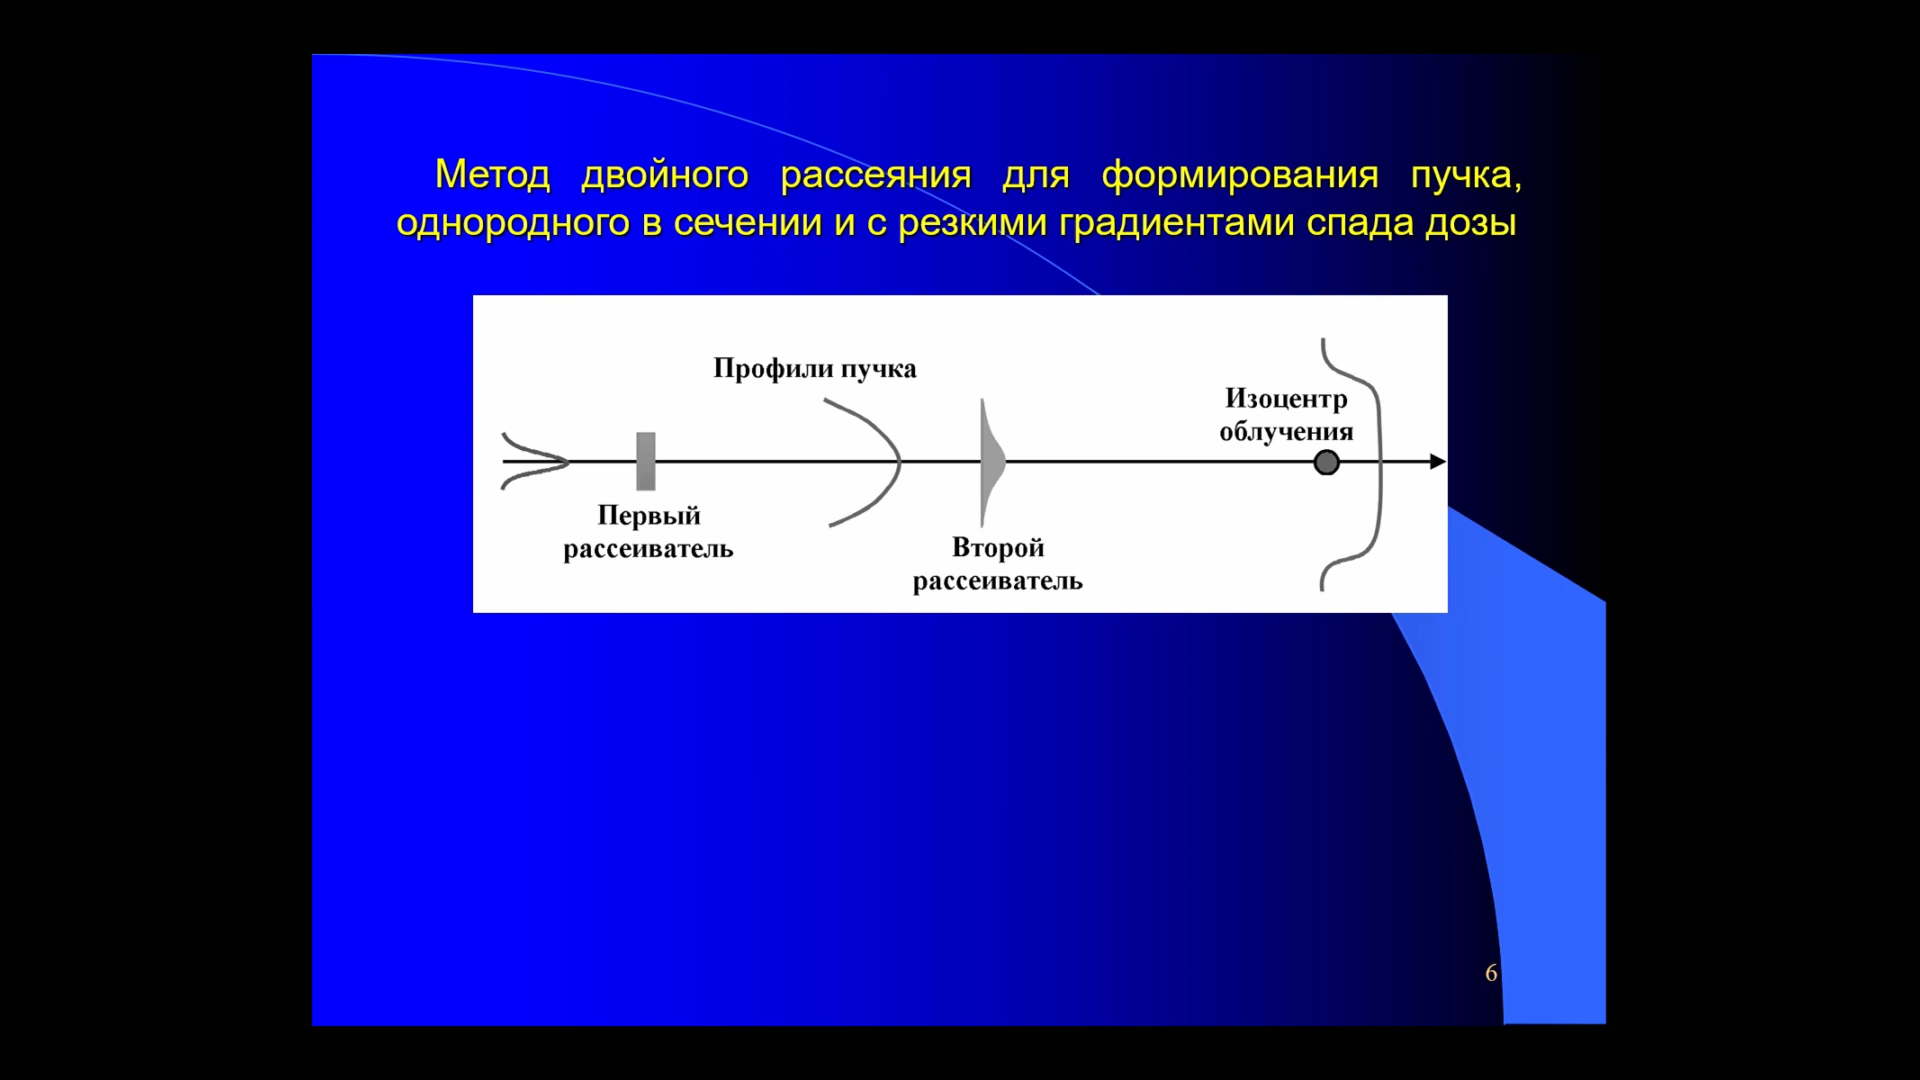 Метод двойного рассеяния для формирования пучка,
однородного в сечении и с резкими градиентами спада дозы
Профили пучка
Изоцентр
облучения
Первый
рассеиватель
Второй
рассеиватель
6